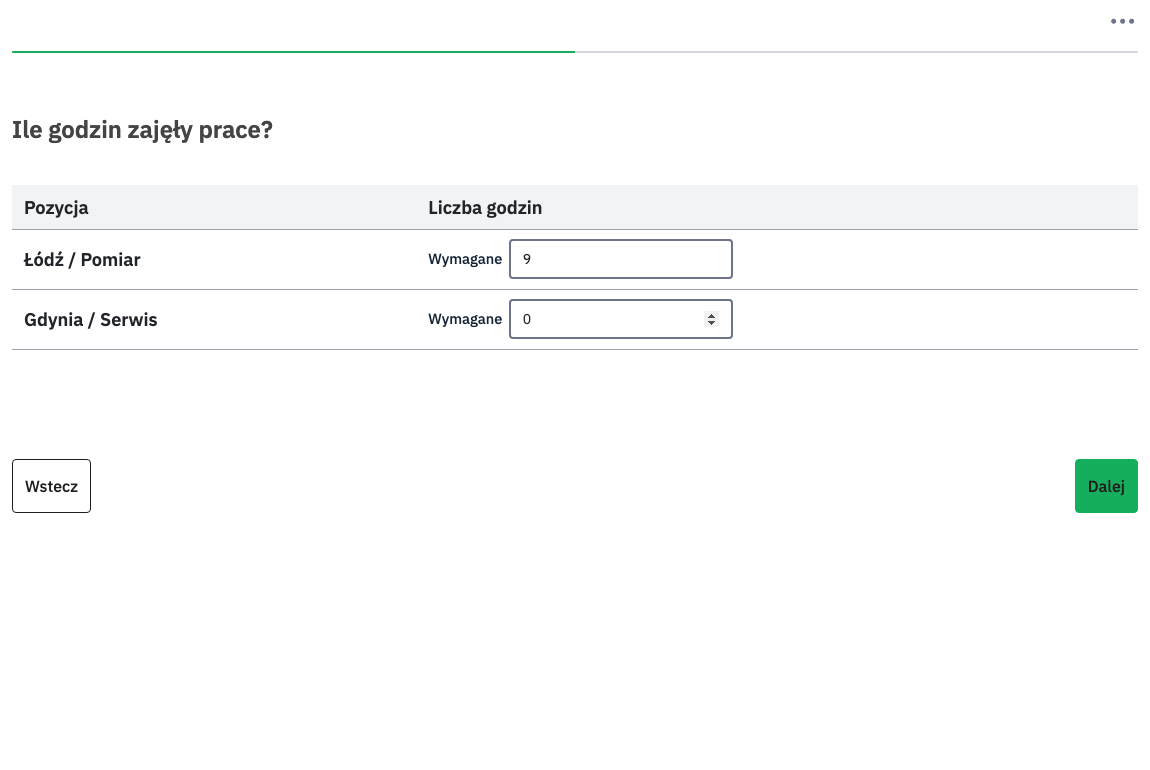 Ile godzin zajęły prace?
Pozycja Liczba godzin
Łódź / Pomiar Wymagane 9
Gdynia / Serwis Wymagane 0
Wstecz Dalej